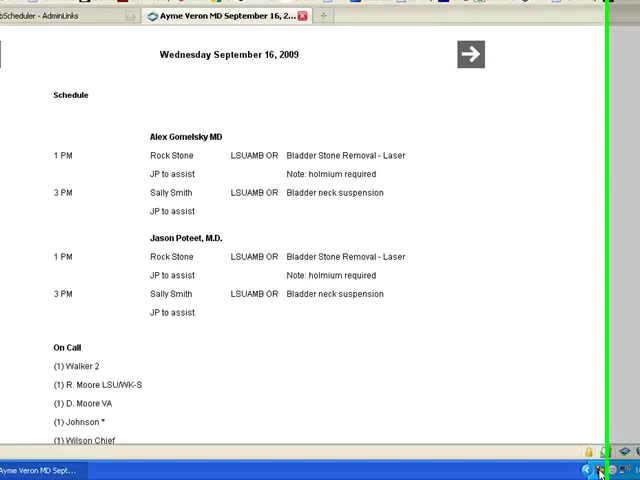 bScheduler - AdminLinks
Ayme Veron MD September 16, 2...
Wednesday September 16, 2009
Schedule
Alex Gomelsky MD
1 PM Rock Stone LSUAMB OR Bladder Stone Removal - Laser
JP to assist Note: holmium required
3 PM Sally Smith LSUAMB OR Bladder neck suspension
JP to assist
Jason Poteet, M.D.
1 PM Rock Stone LSUAMB OR Bladder Stone Removal - Laser
JP to assist Note: holmium required
3 PM Sally Smith LSUAMB OR Bladder neck suspension
JP to assist
On Call
(1) Walker 2
(1) R. Moore LSU/WK-S
(1) D. Moore VA
(1) Johnson *
(1) Wilson Chief
Ayme Veron MD Sept...